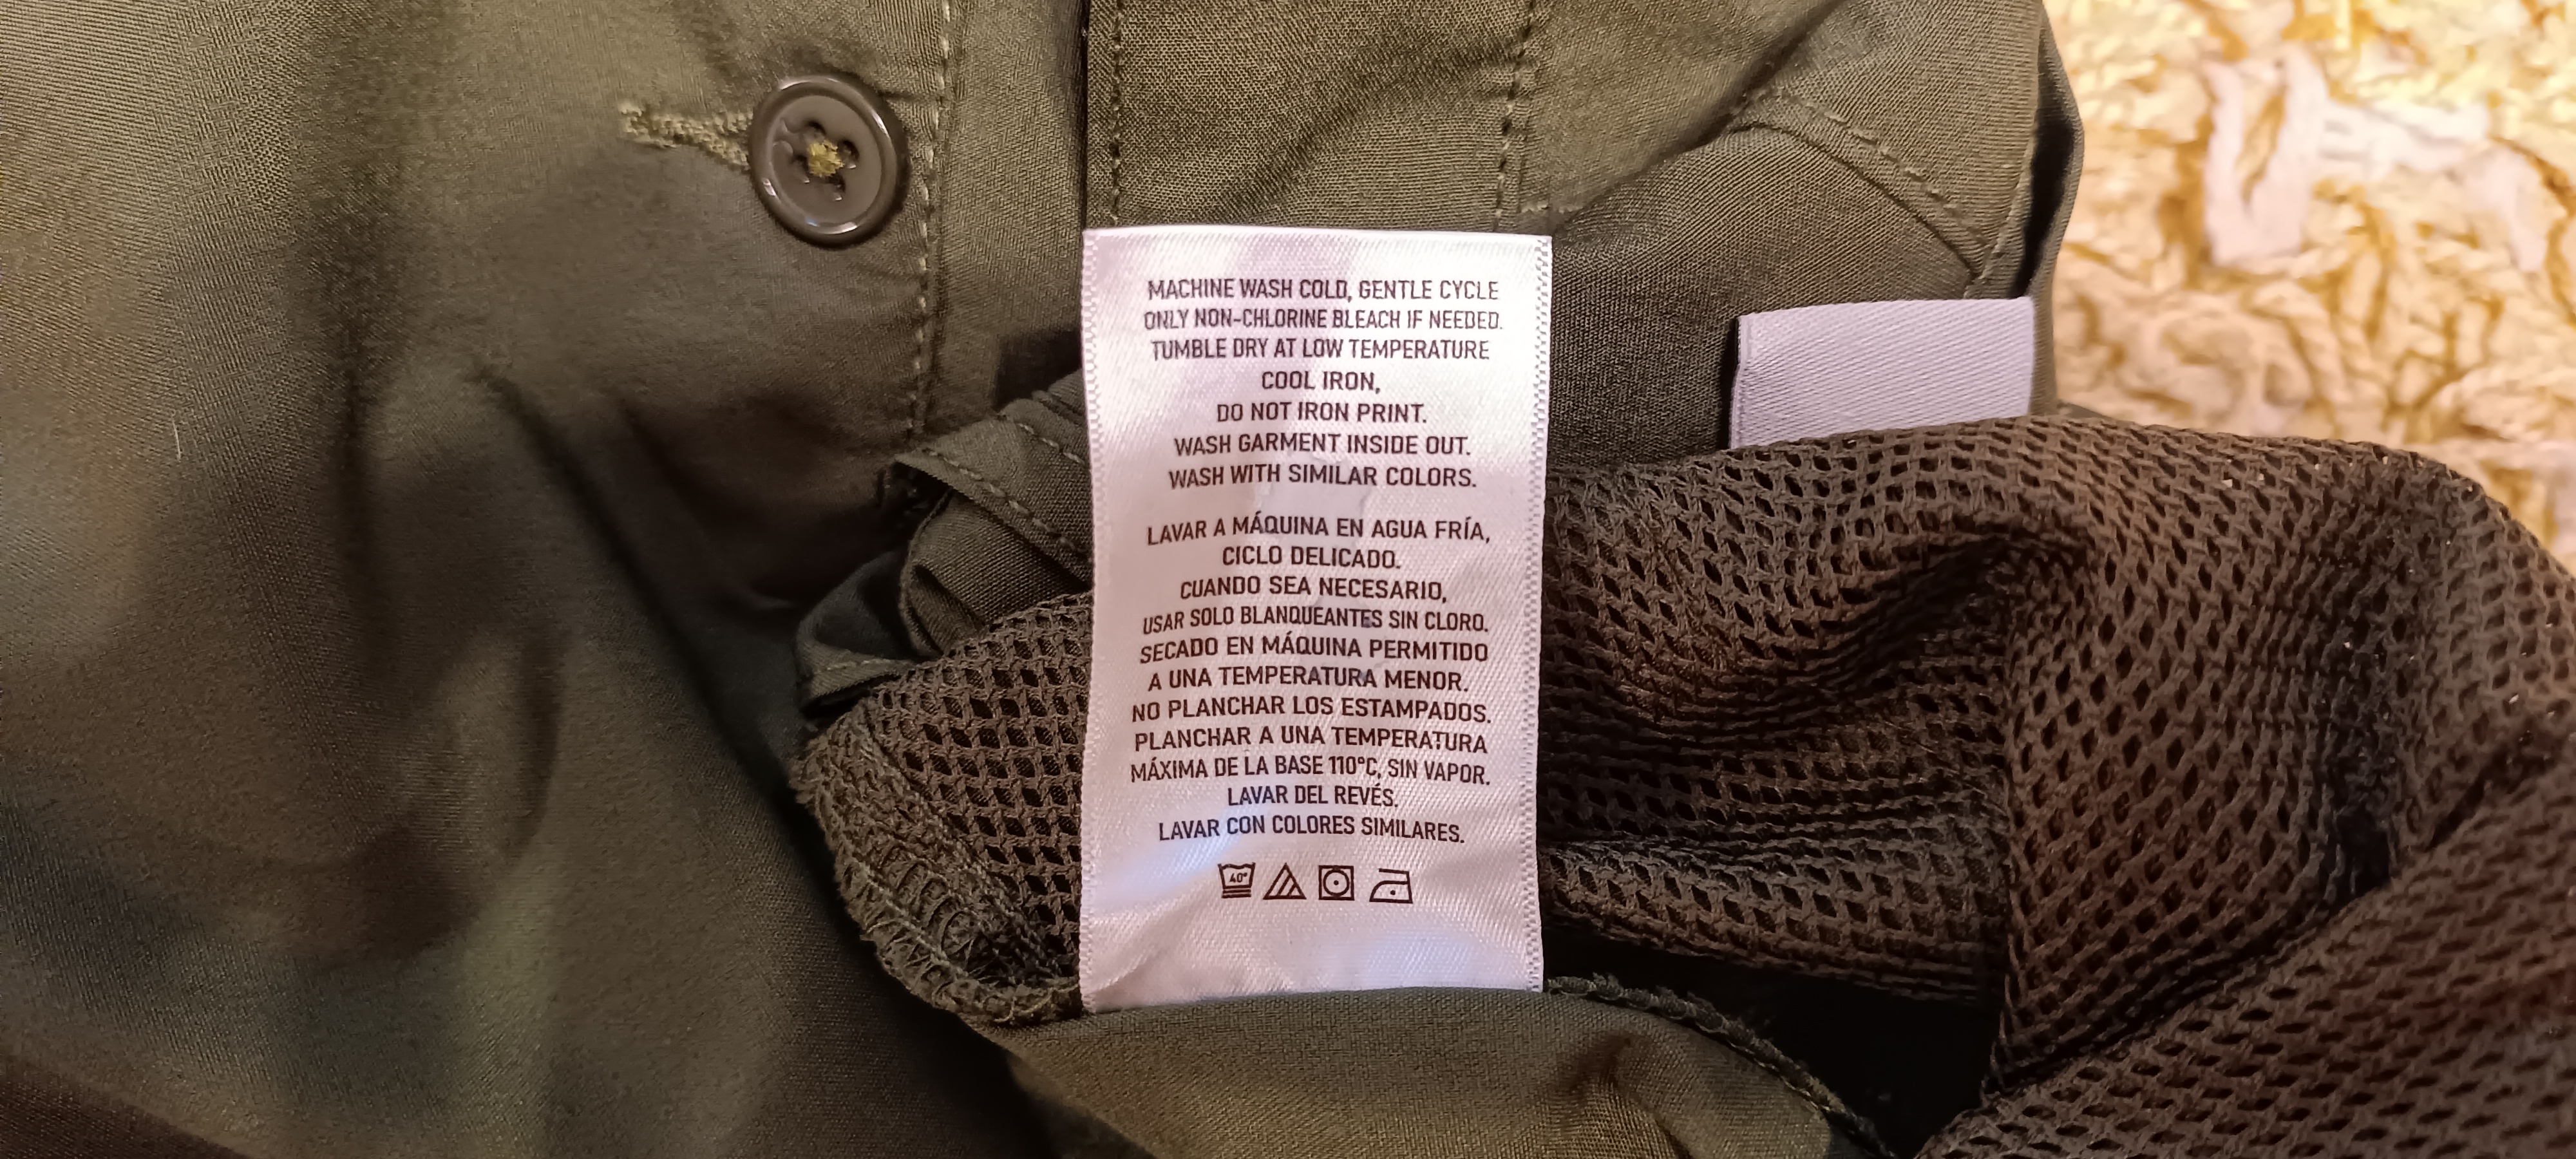 MACHINE WASH COLD, GENTLE CYCLE
ONLY NON-CHLORINE BLEACH IF NEEDED.
TUMBLE DRY AT LOW TEMPERATURE
COOL IRON,
DO NOT IRON PRINT.
WASH GARMENT INSIDE OUT.
WASH WITH SIMILAR COLORS.
LAVAR A MÁQUINA EN AGUA FRÍA,
CICLO DELICADO.
CUANDO SEA NECESARIO,
USAR SOLO BLANQUEANTES SIN CLORO.
SECADO EN MÁQUINA PERMITIDO
A UNA TEMPERATURA MENOR.
NO PLANCHAR LOS ESTAMPADOS.
PLANCHAR A UNA TEMPERATURA
MÁXIMA DE LA BASE 110°C, SIN VAPOR.
LAVAR DEL REVÉS.
LAVAR CON COLORES SIMILARES.
40°